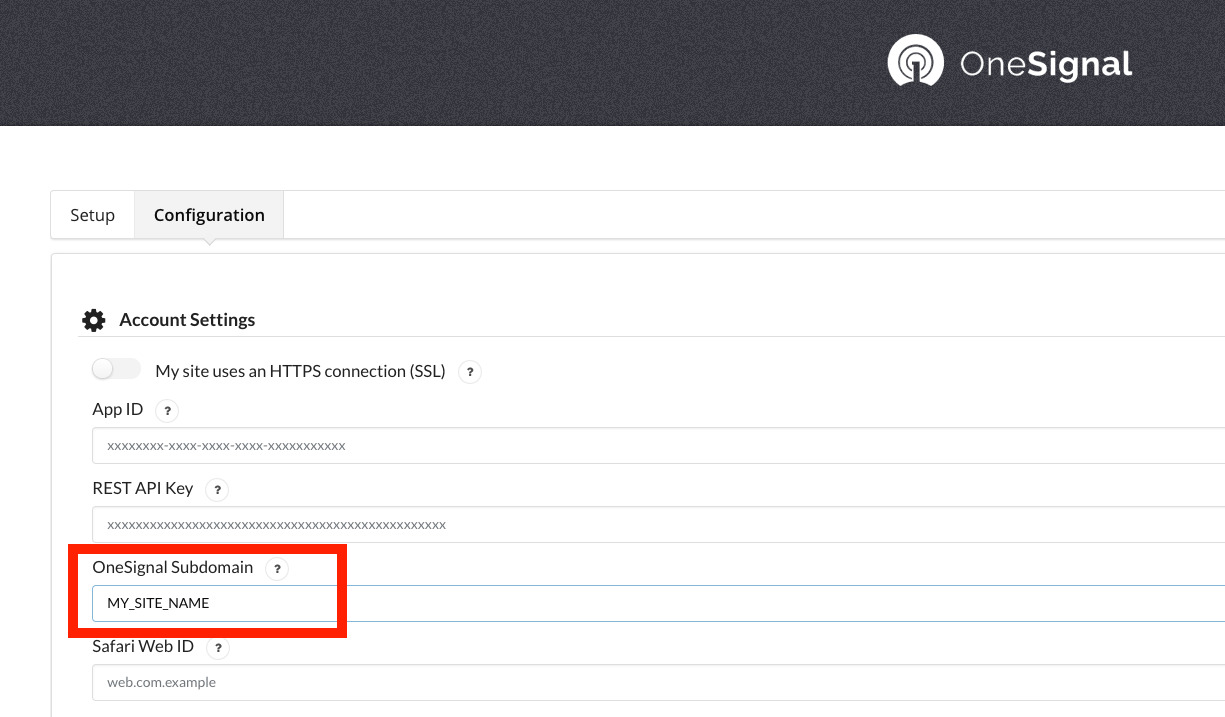 OneSignal
Setup
Configuration
Account Settings
My site uses an HTTPS connection (SSL) ?
App ID ?
xxxxxxxx-xxxx-xxxx-xxxx-xxxxxxxxxxx
REST API Key ?
xxxxxxxxxxxxxxxxxxxxxxxxxxxxxxxxxxxxxxxxxxxxxxxx
OneSignal Subdomain ?
MY_SITE_NAME
Safari Web ID ?
web.com.example